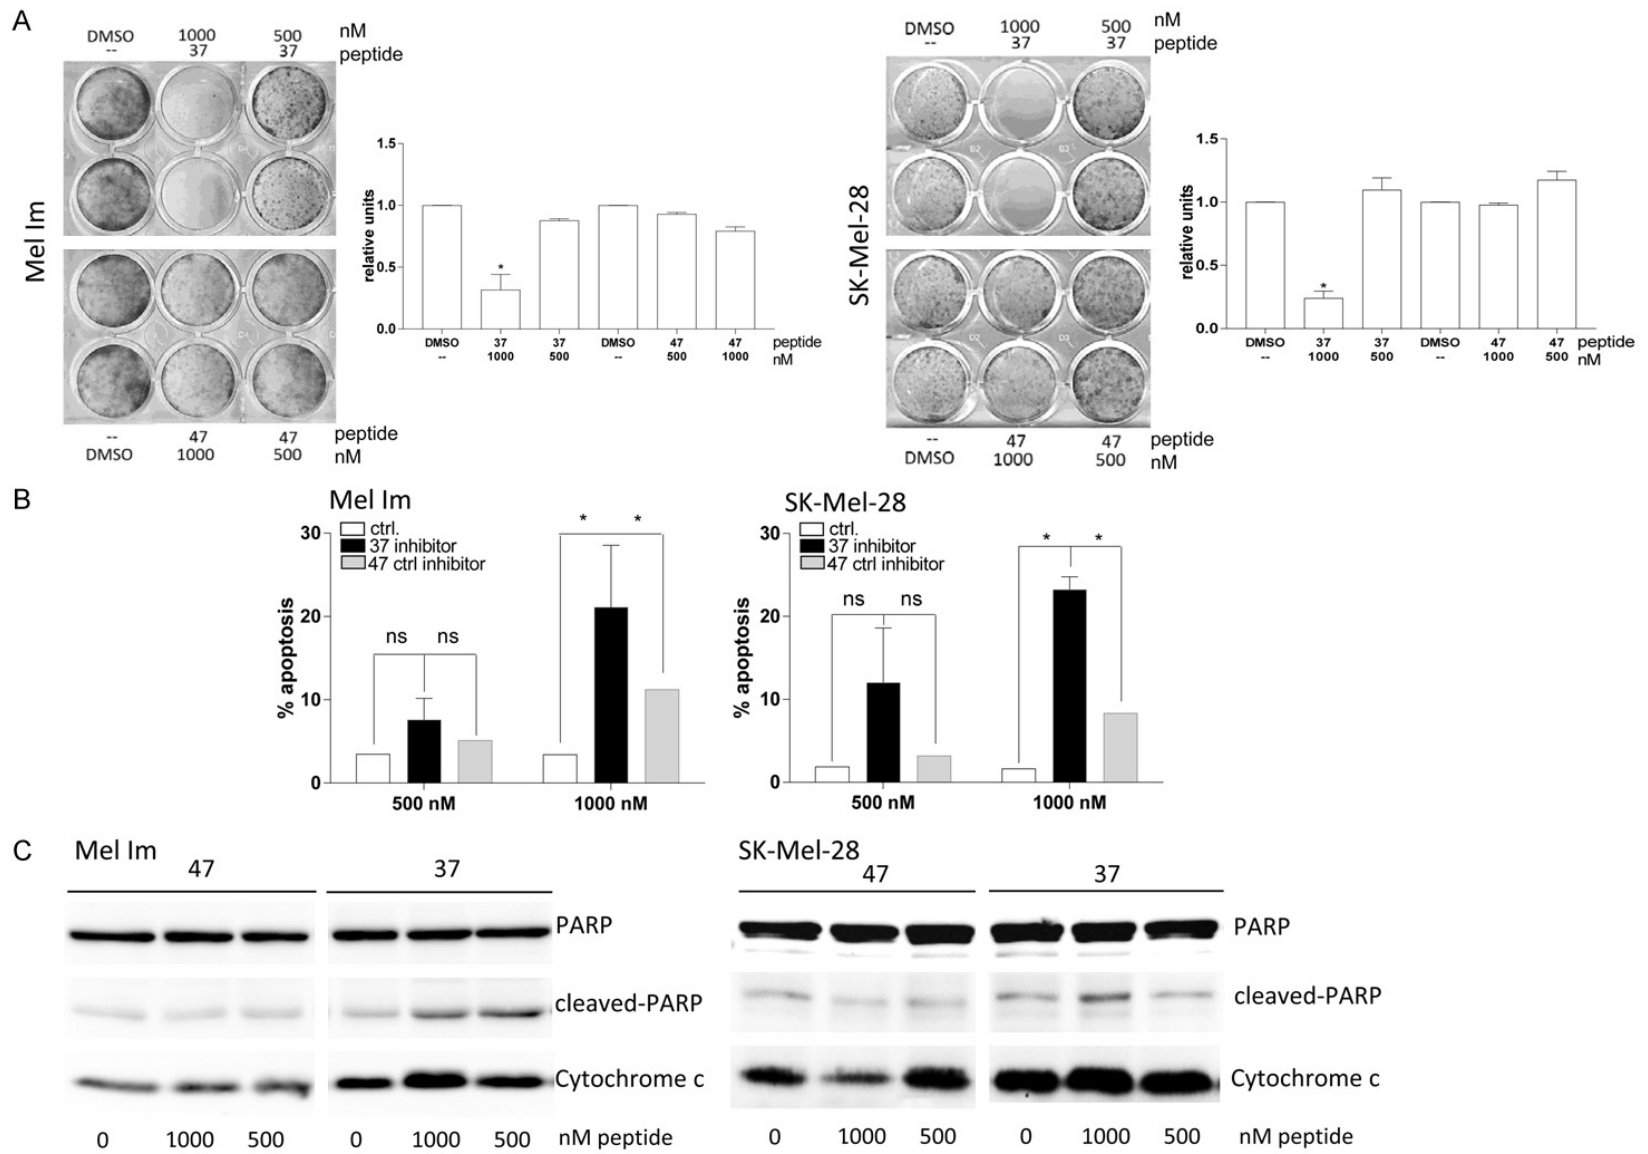 A
DMSO 1000 500 nM
-- 37 37 peptide
Mel Im
-- 47 47 peptide
DMSO 1000 500 nM
relative units
1.5
1.0
0.5
0.0
DMSO 37 37 DMSO 47 47 peptide
-- 1000 500 -- 500 1000 nM
*
DMSO 1000 500 nM
-- 37 37 peptide
SK-Mel-28
-- 47 47 peptide
DMSO 1000 500 nM
relative units
1.5
1.0
0.5
0.0
DMSO 37 37 DMSO 47 47 peptide
-- 1000 500 -- 1000 500 nM
*
B
Mel Im
ctrl.
37 inhibitor
47 ctrl inhibitor
% apoptosis
30
20
10
0
ns ns
* *
500 nM 1000 nM
SK-Mel-28
ctrl.
37 inhibitor
47 ctrl inhibitor
% apoptosis
30
20
10
0
ns ns
* *
500 nM 1000 nM
C
Mel Im
47 37
PARP
cleaved-PARP
Cytochrome c
0 1000 500 0 1000 500 nM peptide
SK-Mel-28
47 37
PARP
cleaved-PARP
Cytochrome c
0 1000 500 0 1000 500 nM peptide